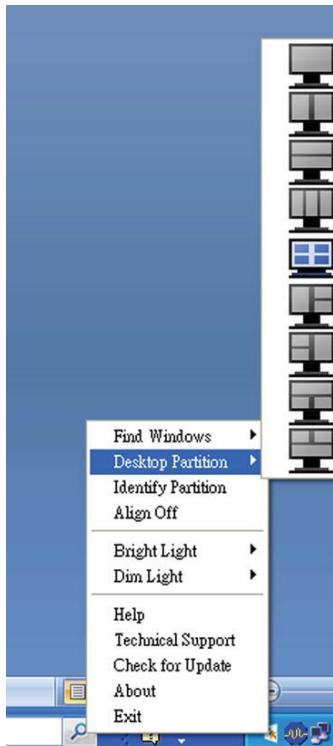 Find Windows
Desktop Partition
Identify Partition
Align Off
Bright Light
Dim Light
Help
Technical Support
Check for Update
About
Exit